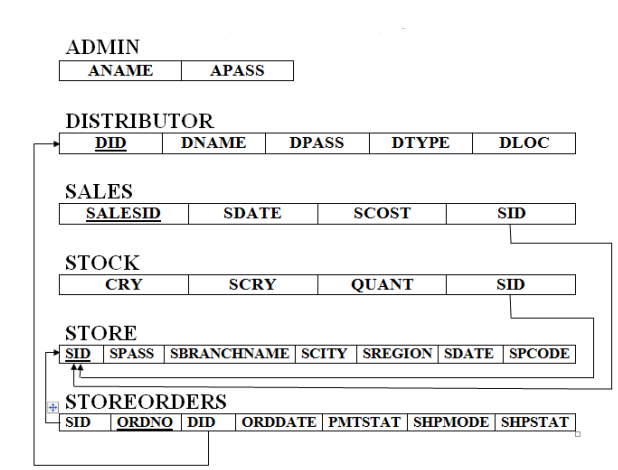 ADMIN
ANAME APASS
DISTRIBUTOR
DID DNAME DPASS DTYPE DLOC
SALES
SALESID SDATE SCOST SID
STOCK
CRY SCRY QUANT SID
STORE
SID SPASS SBRANCHNAME SCITY SREGION SDATE SPCODE
STOREORDERS
SID ORDNO DID ORDDATE PMTSTAT SHPMODE SHPSTAT